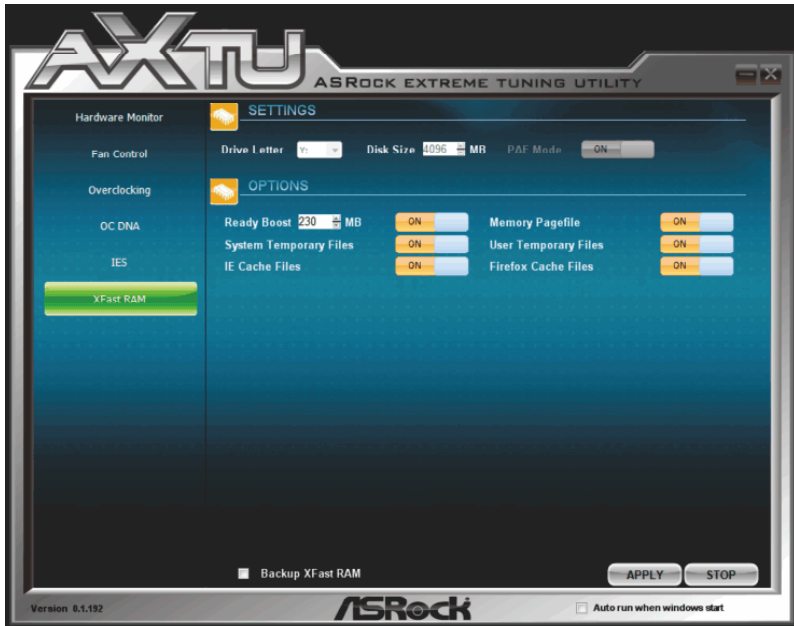 AXTU
ASRock EXTREME TUNING UTILITY
Hardware Monitor
Fan Control
Overclocking
OC DNA
IES
XFast RAM
SETTINGS
Drive Letter Y: Disk Size 4096 MB PAE Mode ON
OPTIONS
Ready Boost 230 MB ON Memory Pagefile ON
System Temporary Files ON User Temporary Files ON
IE Cache Files ON Firefox Cache Files ON
Backup XFast RAM APPLY STOP
Version 0.1.192 ASRock Auto run when windows start